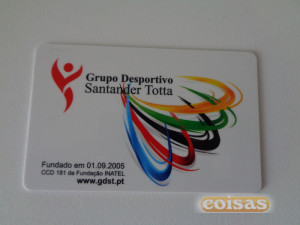 Grupo Desportivo
Santander Totta
Fundado em 01.09.2005
CCD 181 da Fundação INATEL
www.gdst.pt
coisas